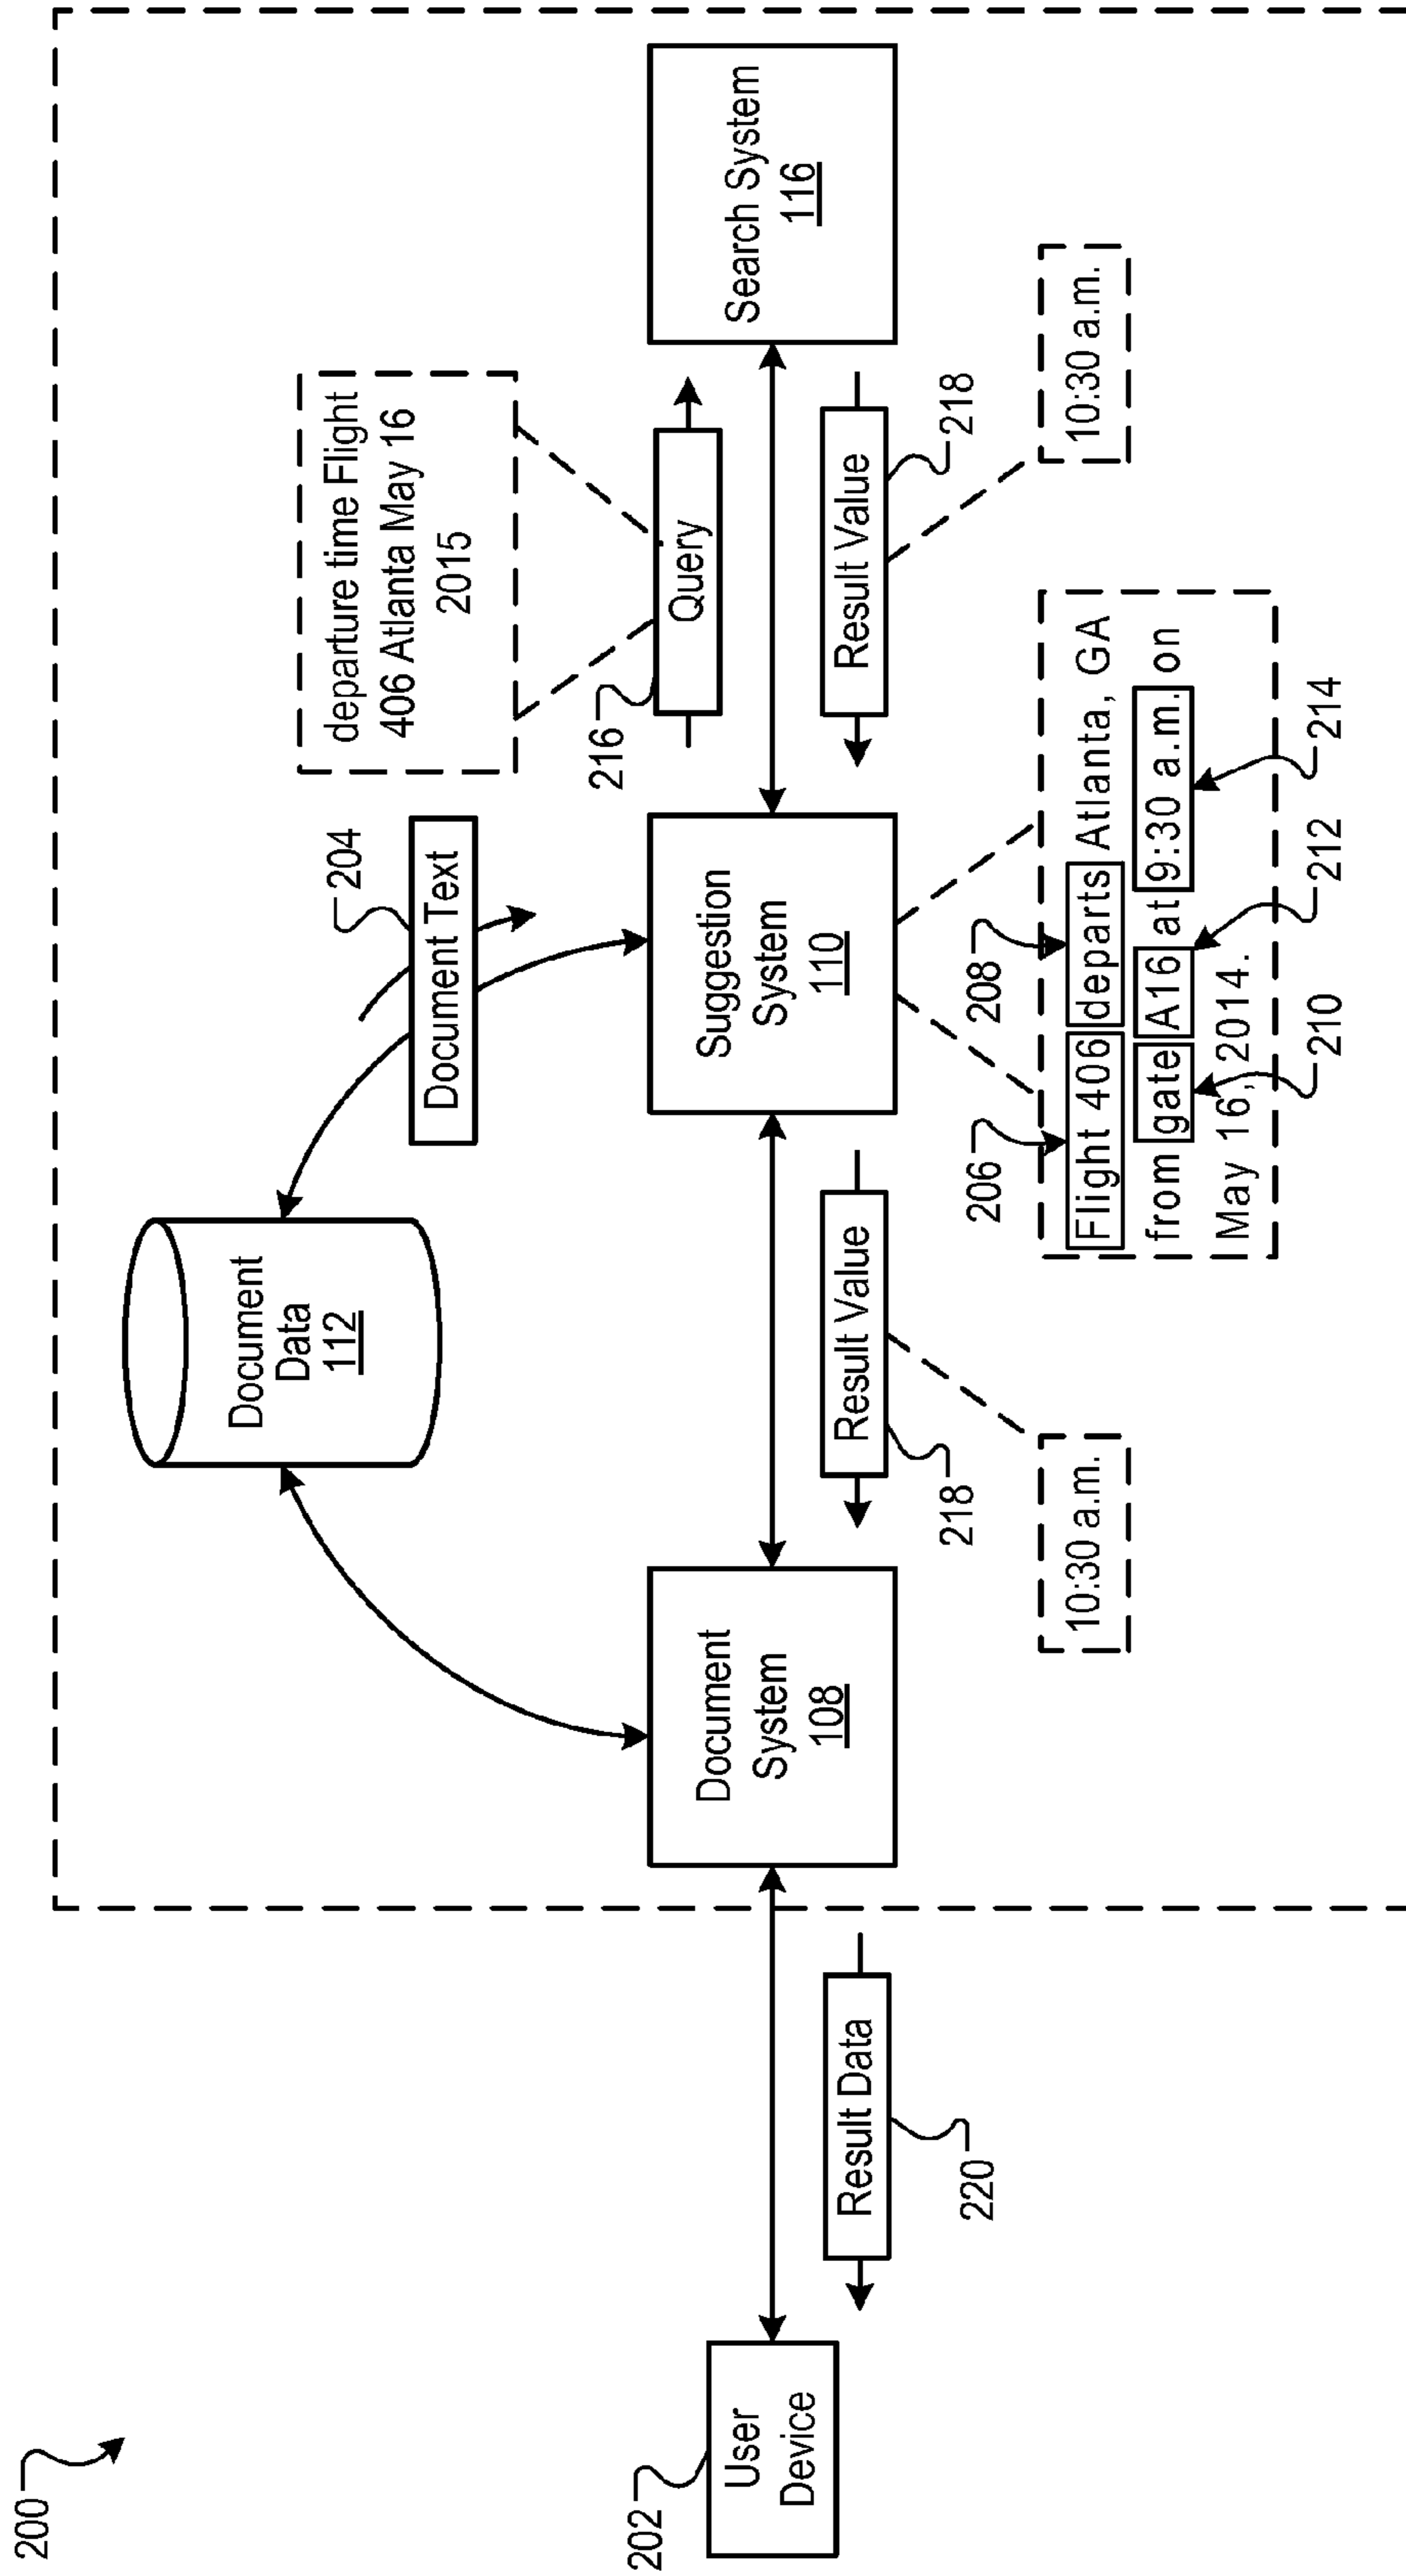 200
Document
Data
112
204
Document Text
departure time Flight
406 Atlanta May 16
2015
216
Query
202
User
Device
Document
System
108
Suggestion
System
110
Search System
116
Result Data
220
Result Value
218
Result Value
218
10:30 a.m.
206
208
Flight 406 departs Atlanta, GA
from gate A16 at 9:30 a.m. on
May 16, 2014.
210
212
214
10:30 a.m.